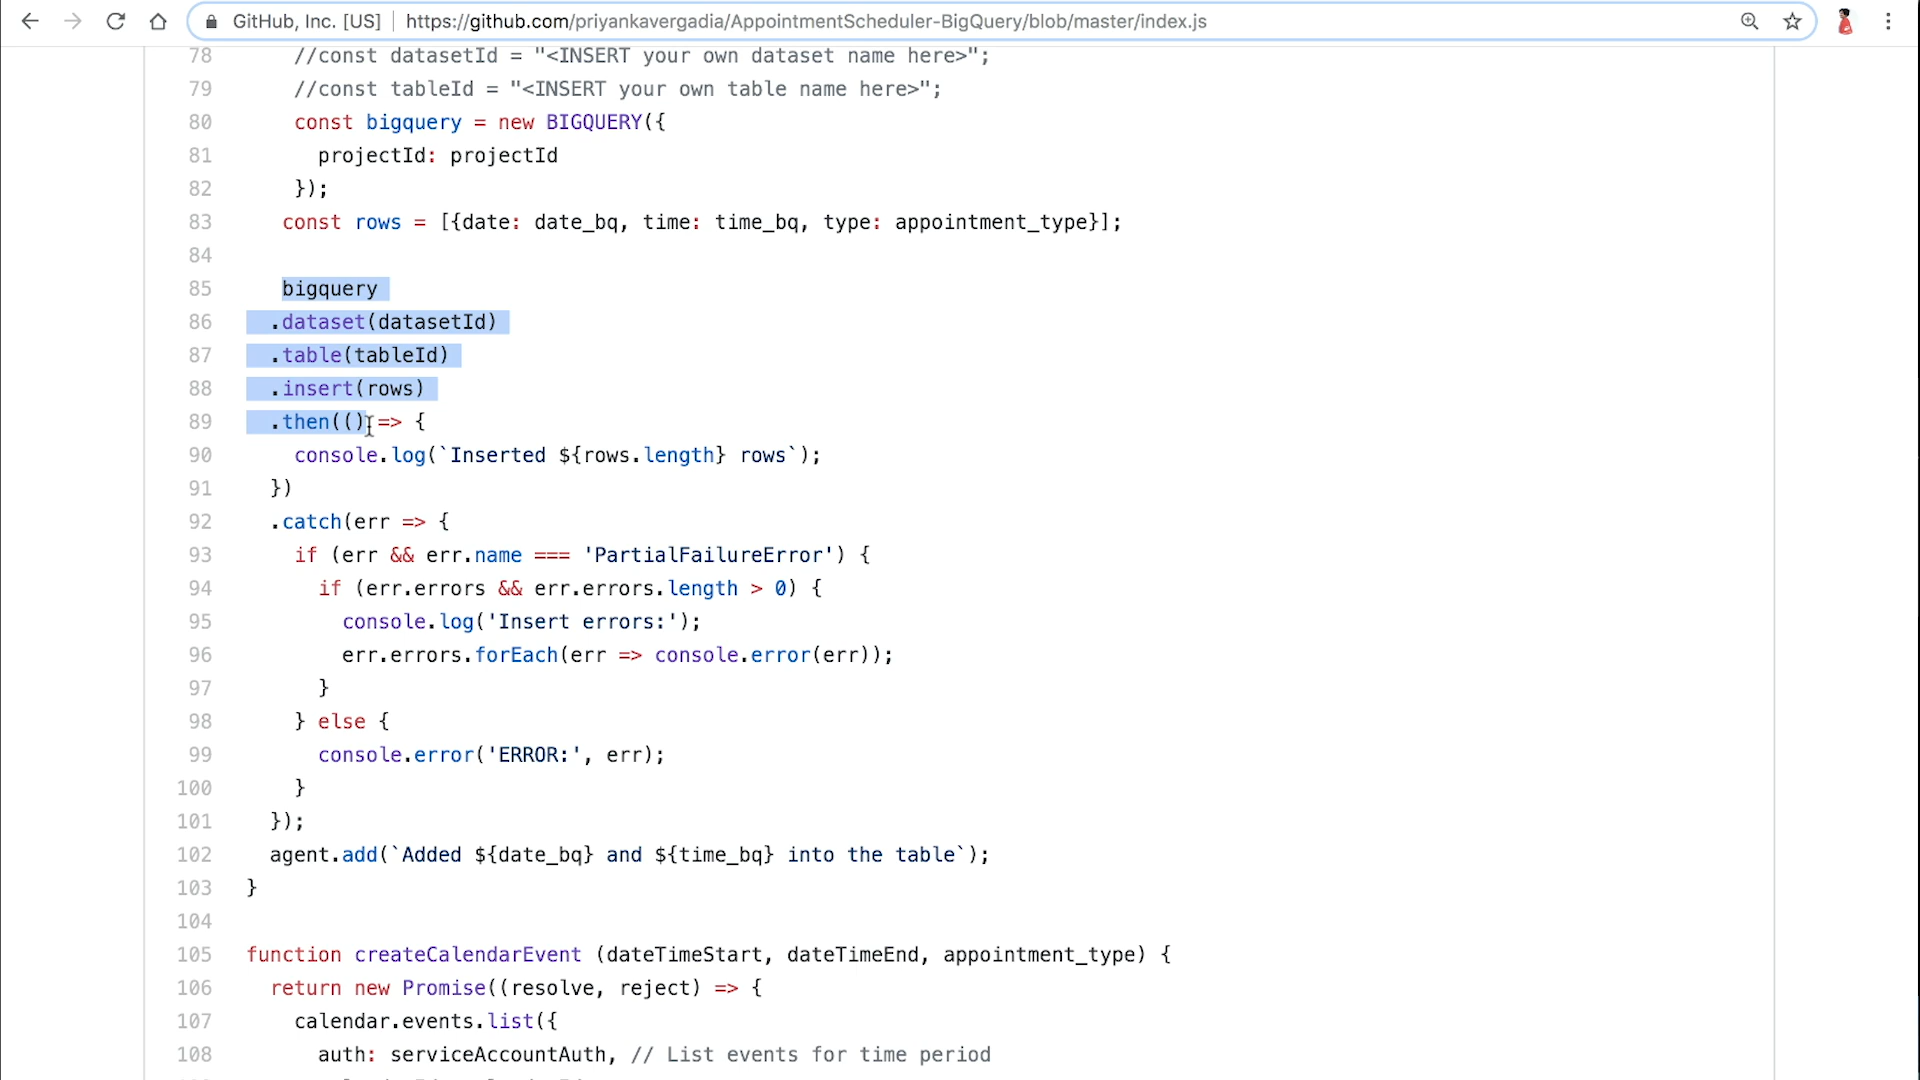 GitHub, Inc. [US] https://github.com/priyankavergadia/AppointmentScheduler-BigQuery/blob/master/index.js
78 //const datasetId = "<INSERT your own dataset name here>";
79 //const tableId = "<INSERT your own table name here>";
80 const bigquery = new BIGQUERY({
81 projectId: projectId
82 });
83 const rows = [{date: date_bq, time: time_bq, type: appointment_type}];
84
85 bigquery
86 .dataset(datasetId)
87 .table(tableId)
88 .insert(rows)
89 .then(() => {
90 console.log(`Inserted ${rows.length} rows`);
91 })
92 .catch(err => {
93 if (err && err.name === 'PartialFailureError') {
94 if (err.errors && err.errors.length > 0) {
95 console.log('Insert errors:');
96 err.errors.forEach(err => console.error(err));
97 }
98 } else {
99 console.error('ERROR:', err);
100 }
101 });
102 agent.add(`Added ${date_bq} and ${time_bq} into the table`);
103 }
104
105 function createCalendarEvent (dateTimeStart, dateTimeEnd, appointment_type) {
106 return new Promise((resolve, reject) => {
107 calendar.events.list({
108 auth: serviceAccountAuth, // List events for time period